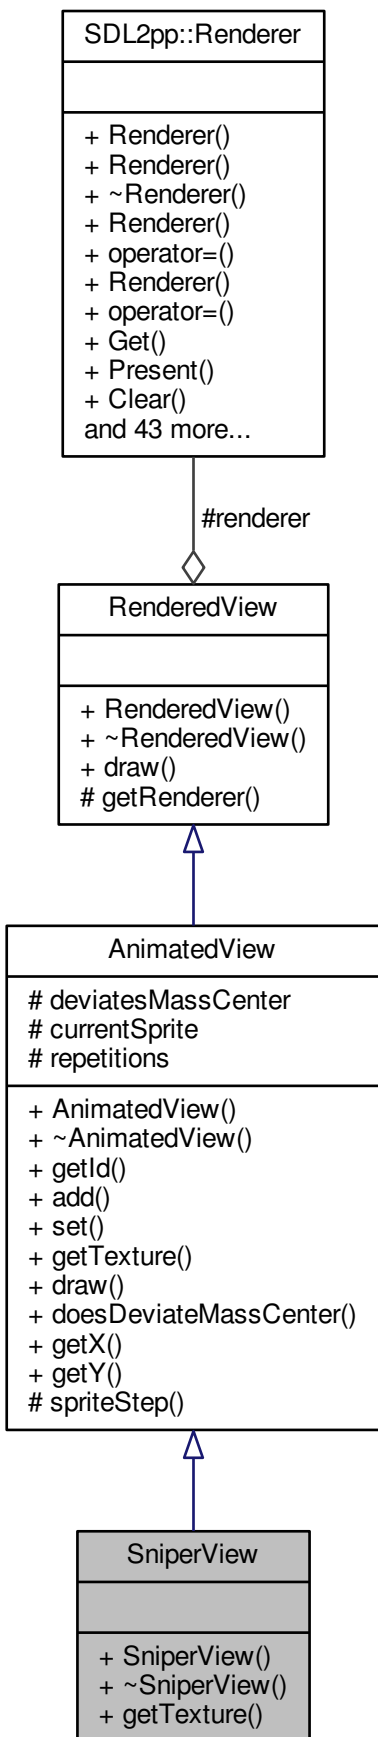 SDL2pp::Renderer
+ Renderer()
+ Renderer()
+ ~Renderer()
+ Renderer()
+ operator=()
+ Renderer()
+ operator=()
+ Get()
+ Present()
+ Clear()
and 43 more...
#renderer
RenderedView
+ RenderedView()
+ ~RenderedView()
+ draw()
# getRenderer()
AnimatedView
# deviatesMassCenter
# currentSprite
# repetitions
+ AnimatedView()
+ ~AnimatedView()
+ getId()
+ add()
+ set()
+ getTexture()
+ draw()
+ doesDeviateMassCenter()
+ getX()
+ getY()
# spriteStep()
SniperView
+ SniperView()
+ ~SniperView()
+ getTexture()